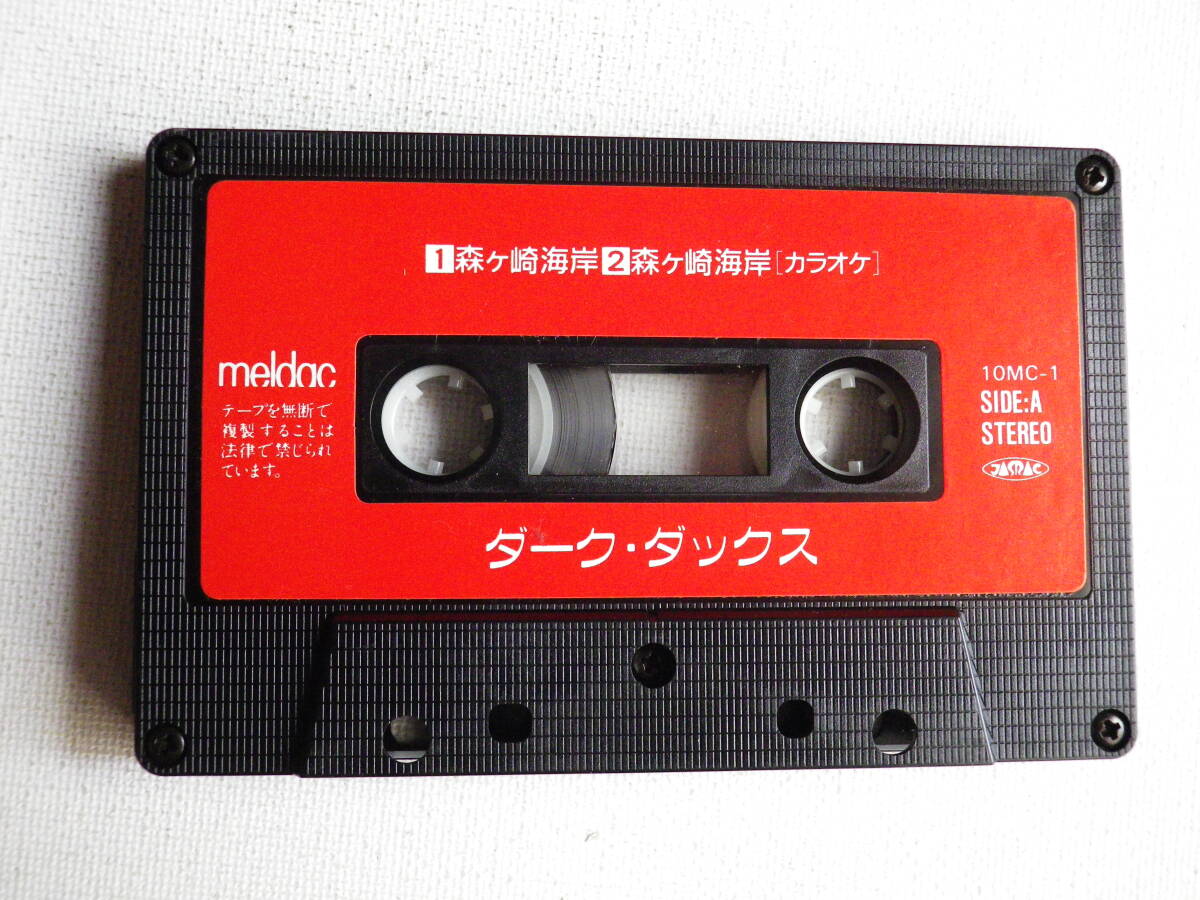 1森ヶ崎海岸2森ヶ崎海岸[カラオケ]
meldac
テープを無断で
複製することは
法律で禁じられ
ています。
10MC-1
SIDE:A
STEREO
JASRAC
ダーク・ダックス